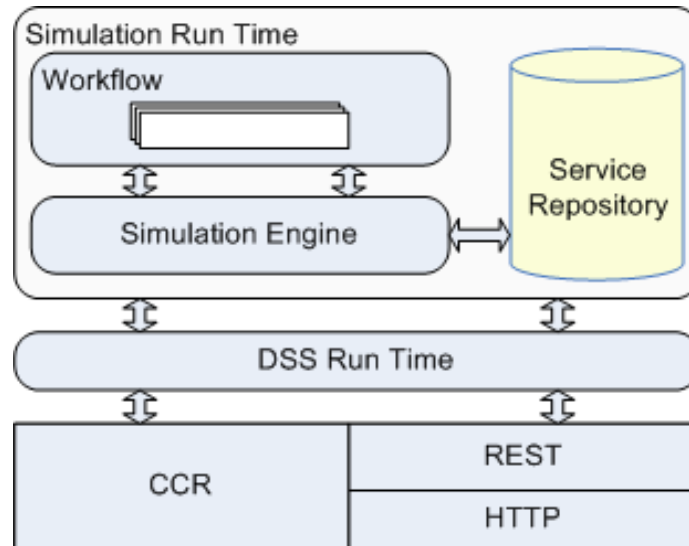 Simulation Run Time
Workflow
Simulation Engine
Service
Repository
DSS Run Time
CCR
REST
HTTP